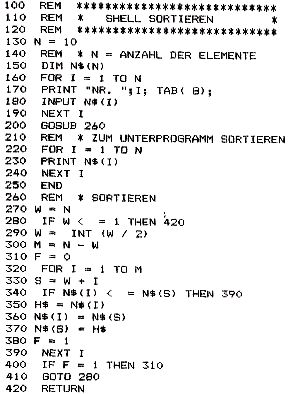 100 REM *****************************
110 REM * SHELL SORTIEREN *
120 REM *****************************
130 N = 10
140 REM * N = ANZAHL DER ELEMENTE
150 DIM N$(N)
160 FOR I = 1 TO N
170 PRINT "NR. ";I; TAB( 8);
180 INPUT N$(I)
190 NEXT I
200 GOSUB 260
210 REM * ZUM UNTERPROGRAMM SORTIEREN
220 FOR I = 1 TO N
230 PRINT N$(I)
240 NEXT I
250 END
260 REM * SORTIEREN
270 W = N
280 IF W < = 1 THEN 420
290 W = INT (W / 2)
300 M = N - W
310 F = 0
320 FOR I = 1 TO M
330 S = W + I
340 IF N$(I) < = N$(S) THEN 390
350 H$ = N$(I)
360 N$(I) = N$(S)
370 N$(S) = H$
380 F = 1
390 NEXT I
400 IF F = 1 THEN 310
410 GOTO 280
420 RETURN